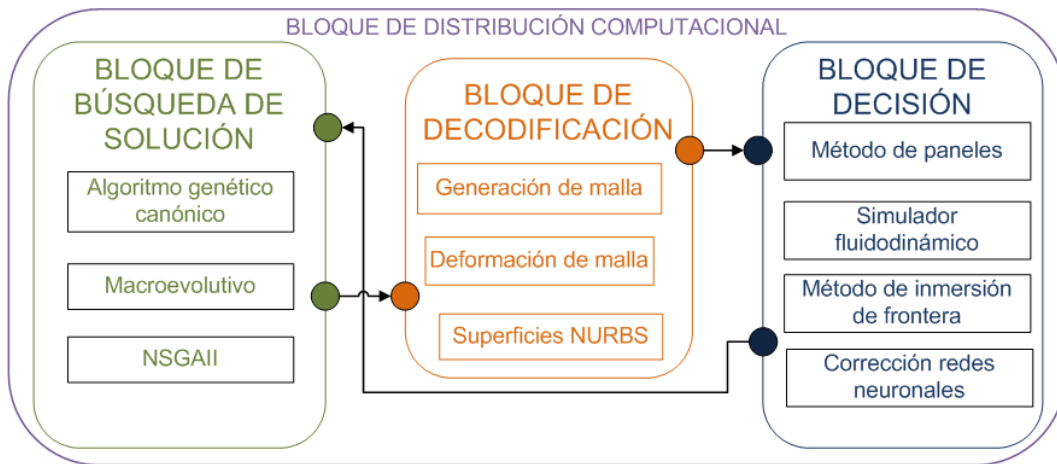 BLOQUE DE DISTRIBUCIÓN COMPUTACIONAL
BLOQUE DE
BÚSQUEDA DE
SOLUCIÓN
Algoritmo genético
canónico
Macroevolutivo
NSGAII
BLOQUE DE
DECODIFICACIÓN
Generación de malla
Deformación de malla
Superficies NURBS
BLOQUE DE
DECISIÓN
Método de paneles
Simulador
fluidodinámico
Método de inmersión
de frontera
Corrección redes
neuronales